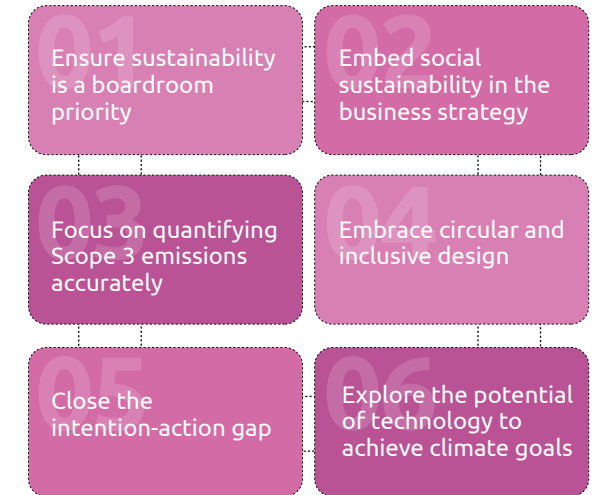 01
Ensure sustainability
is a boardroom
priority
02
Embed social
sustainability in the
business strategy
03
Focus on quantifying
Scope 3 emissions
accurately
04
Embrace circular and
inclusive design
05
Close the
intention-action gap
06
Explore the potential
of technology to
achieve climate goals